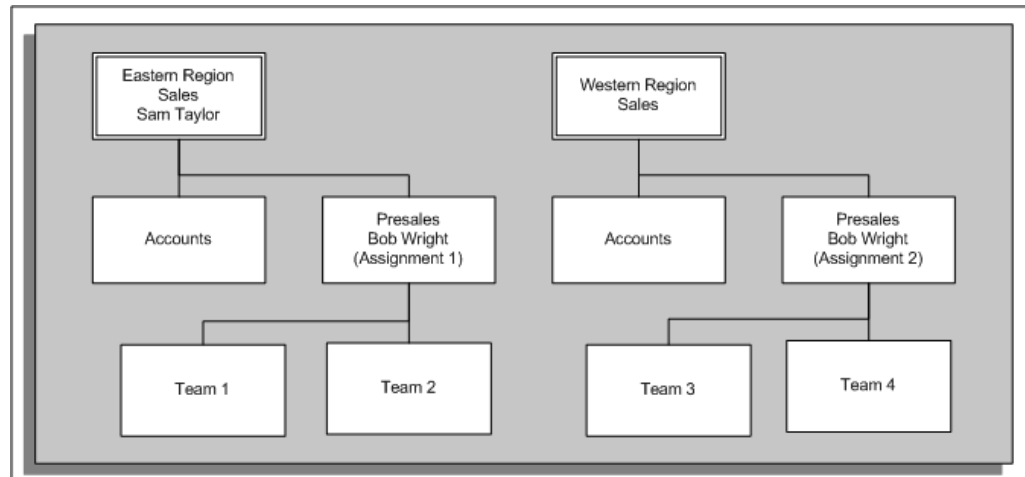 Eastern Region
Sales
Sam Taylor
Western Region
Sales
Accounts
Presales
Bob Wright
(Assignment 1)
Accounts
Presales
Bob Wright
(Assignment 2)
Team 1
Team 2
Team 3
Team 4